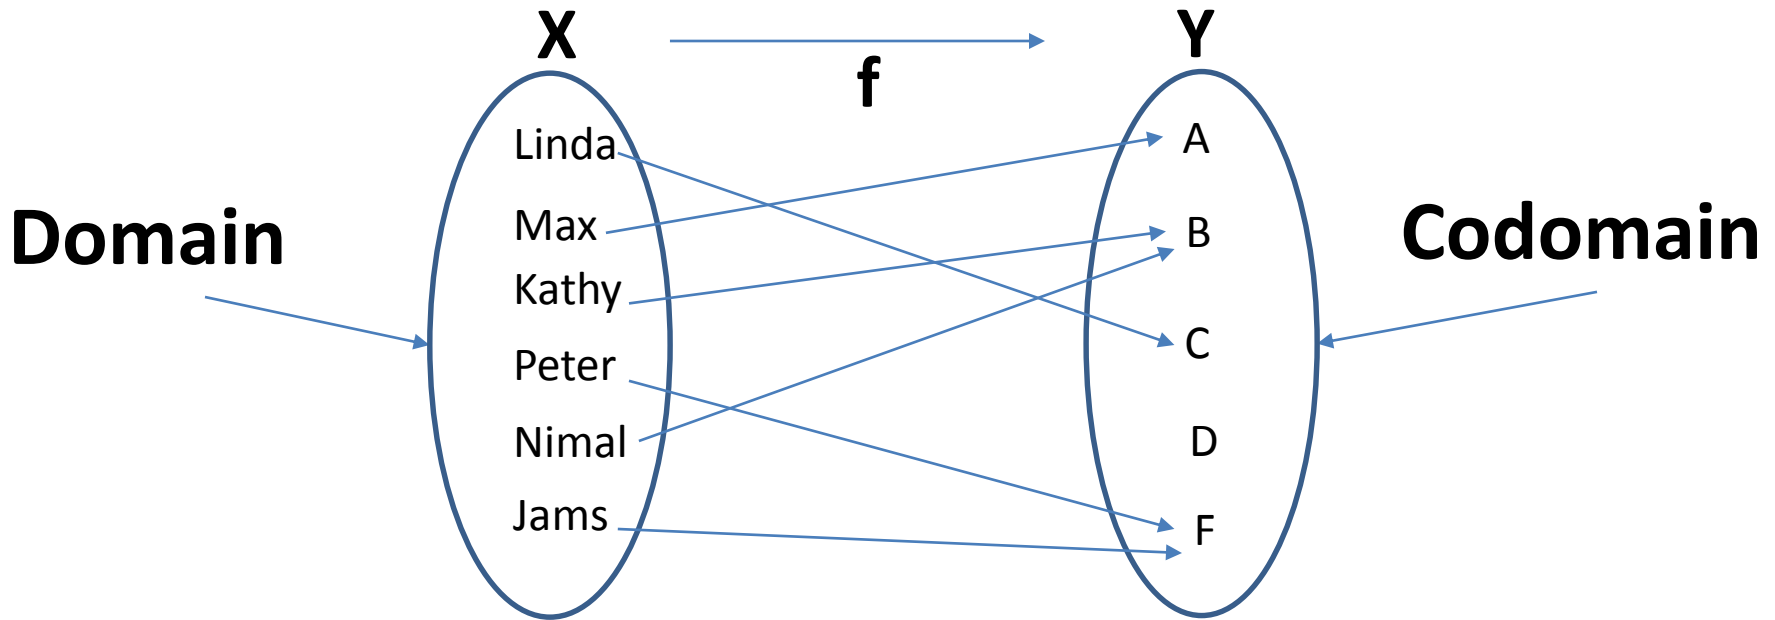 X
Y
f
Domain
Codomain
Linda
Max
Kathy
Peter
Nimal
Jams
A
B
C
D
F